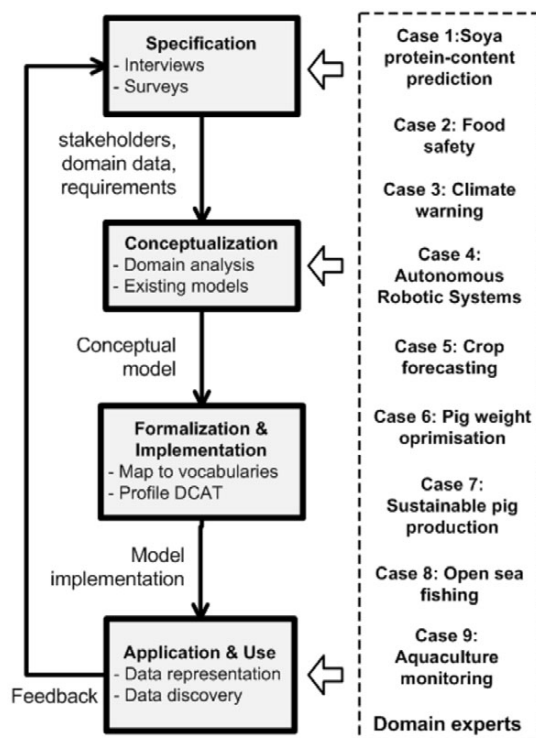 Specification
- Interviews
- Surveys
stakeholders,
domain data,
requirements
Conceptualization
- Domain analysis
- Existing models
Conceptual
model
Formalization &
Implementation
- Map to vocabularies
- Profile DCAT
Model
implementation
Application & Use
- Data representation
- Data discovery
Feedback
Case 1:Soya
protein-content
prediction
Case 2: Food
safety
Case 3: Climate
warning
Case 4:
Autonomous
Robotic Systems
Case 5: Crop
forecasting
Case 6: Pig weight
oprimisation
Case 7:
Sustainable pig
production
Case 8: Open sea
fishing
Case 9:
Aquaculture
monitoring
Domain experts